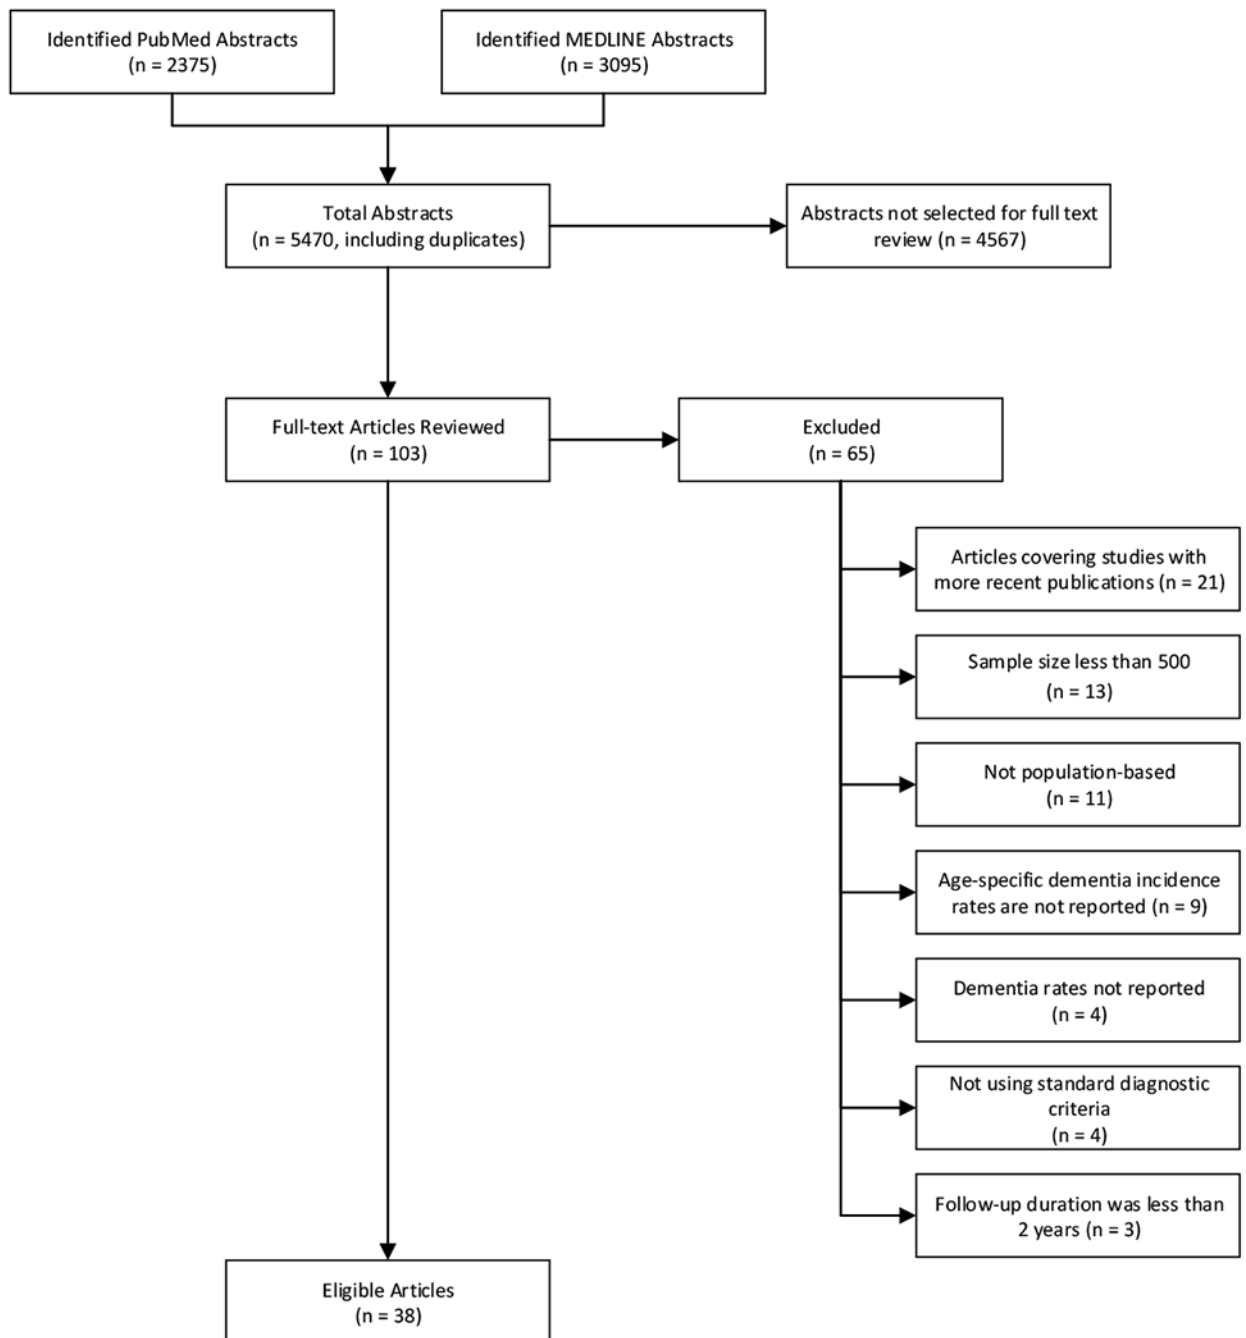 Identified PubMed Abstracts
(n = 2375)
Identified MEDLINE Abstracts
(n = 3095)
Total Abstracts
(n = 5470, including duplicates)
Abstracts not selected for full text
review (n = 4567)
Full-text Articles Reviewed
(n = 103)
Excluded
(n = 65)
Articles covering studies with
more recent publications (n = 21)
Sample size less than 500
(n = 13)
Not population-based
(n = 11)
Age-specific dementia incidence
rates are not reported (n = 9)
Dementia rates not reported
(n = 4)
Not using standard diagnostic
criteria
(n = 4)
Follow-up duration was less than
2 years (n = 3)
Eligible Articles
(n = 38)